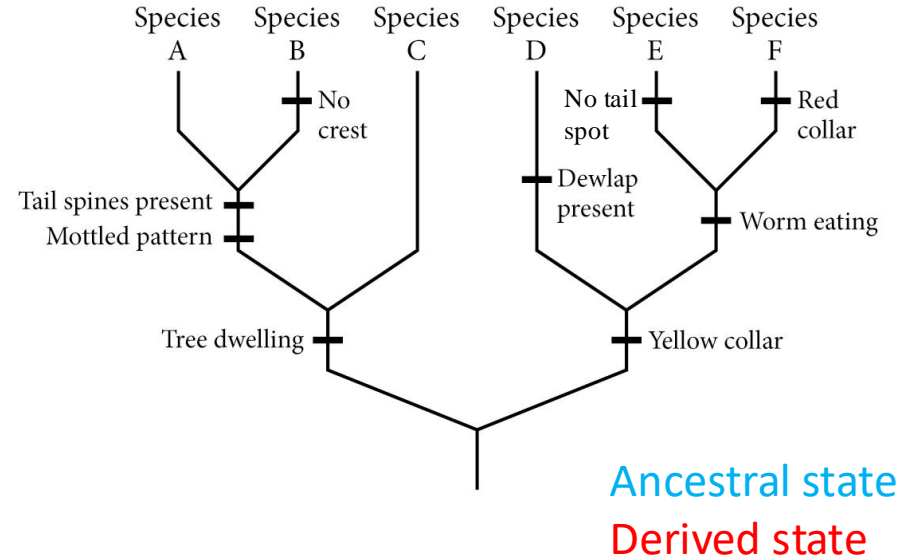 Species Species Species Species Species Species
A B C D E F
No crest
No tail spot
Red collar
Tail spines present
Mottled pattern
Dewlap present
Worm eating
Tree dwelling
Yellow collar
Ancestral state
Derived state